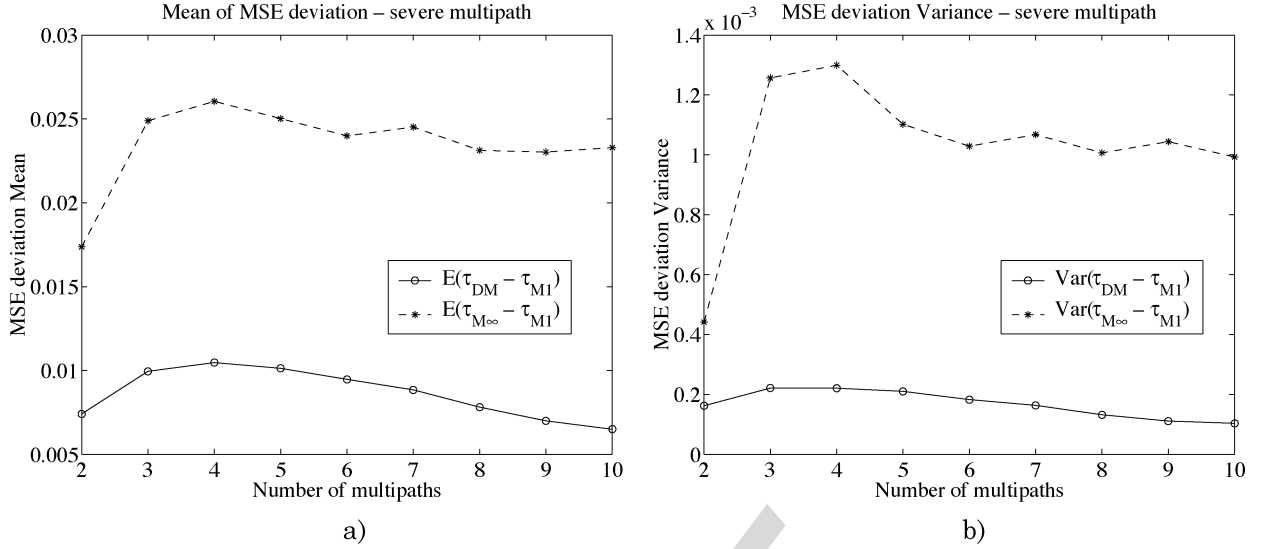 Mean of MSE deviation – severe multipath
0.03
0.025
0.02
0.015
0.01
0.005
MSE deviation Mean
E(τDM – τM1)
E(τM∞ – τM1)
2 3 4 5 6 7 8 9 10
Number of multipaths
a)
MSE deviation Variance – severe multipath
x 10⁻³
1.4
1.2
1
0.8
0.6
0.4
0.2
0
MSE deviation Variance
Var(τDM – τM1)
Var(τM∞ – τM1)
2 3 4 5 6 7 8 9 10
Number of multipaths
b)